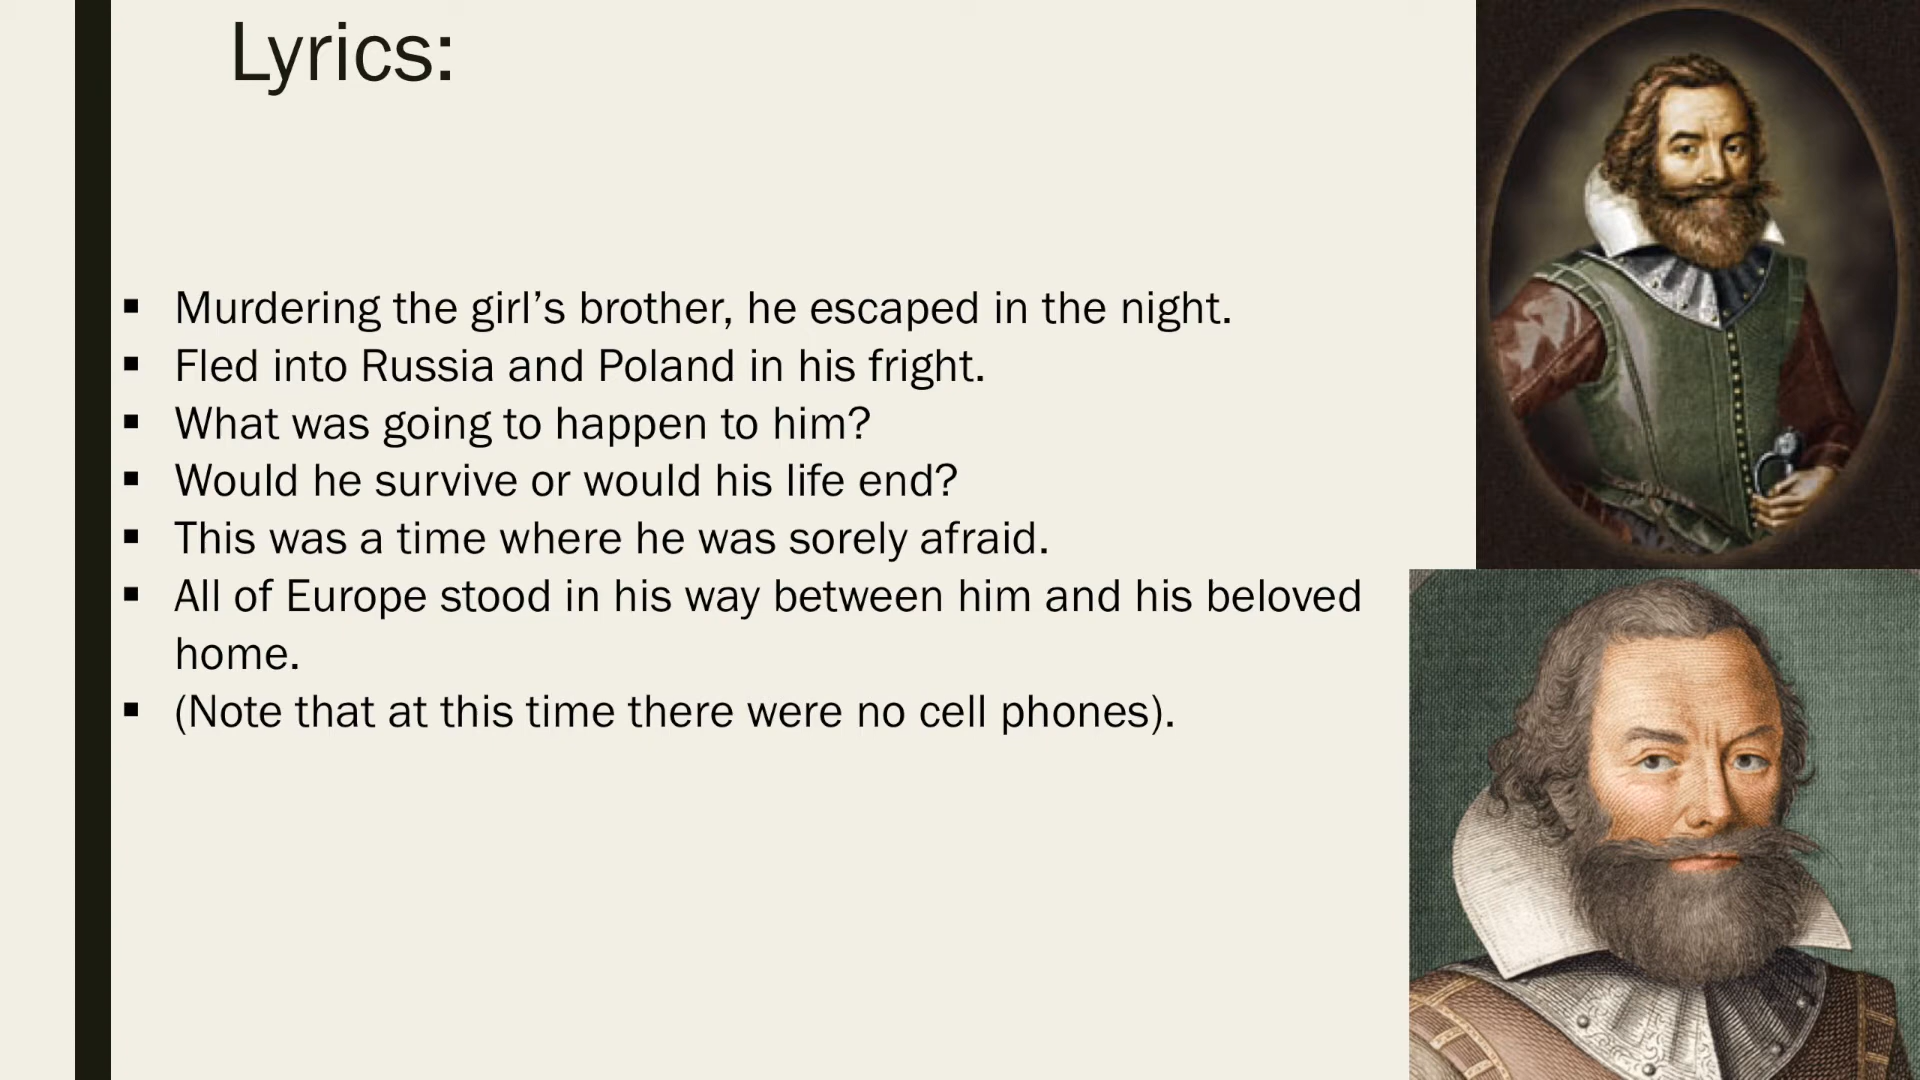 Lyrics:
▪ Murdering the girl’s brother, he escaped in the night.
▪ Fled into Russia and Poland in his fright.
▪ What was going to happen to him?
▪ Would he survive or would his life end?
▪ This was a time where he was sorely afraid.
▪ All of Europe stood in his way between him and his beloved
home.
▪ (Note that at this time there were no cell phones).